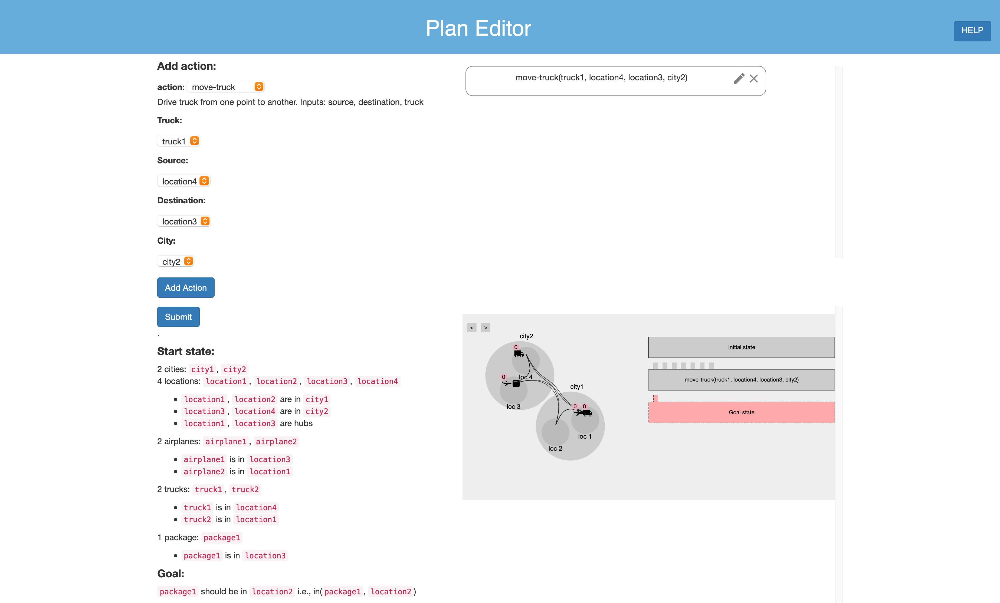 Plan Editor
HELP
Add action:
action: move-truck
Drive truck from one point to another. Inputs: source, destination, truck
Truck:
truck1
Source:
location4
Destination:
location3
City:
city2
Add Action
Submit
.
Start state:
2 cities: city1, city2
4 locations: location1, location2, location3, location4
location1, location2 are in city1
location3, location4 are in city2
location1, location3 are hubs
2 airplanes: airplane1, airplane2
airplane1 is in location3
airplane2 is in location1
2 trucks: truck1, truck2
truck1 is in location4
truck2 is in location1
1 package: package1
package1 is in location3
Goal:
package1 should be in location2 i.e., in(package1, location2)
move-truck(truck1, location4, location3, city2)
< >
city2
0
0
loc 4
loc 3
city1
0 0
loc 1
loc 2
Initial state
move-truck(truck1, location4, location3, city2)
Goal state